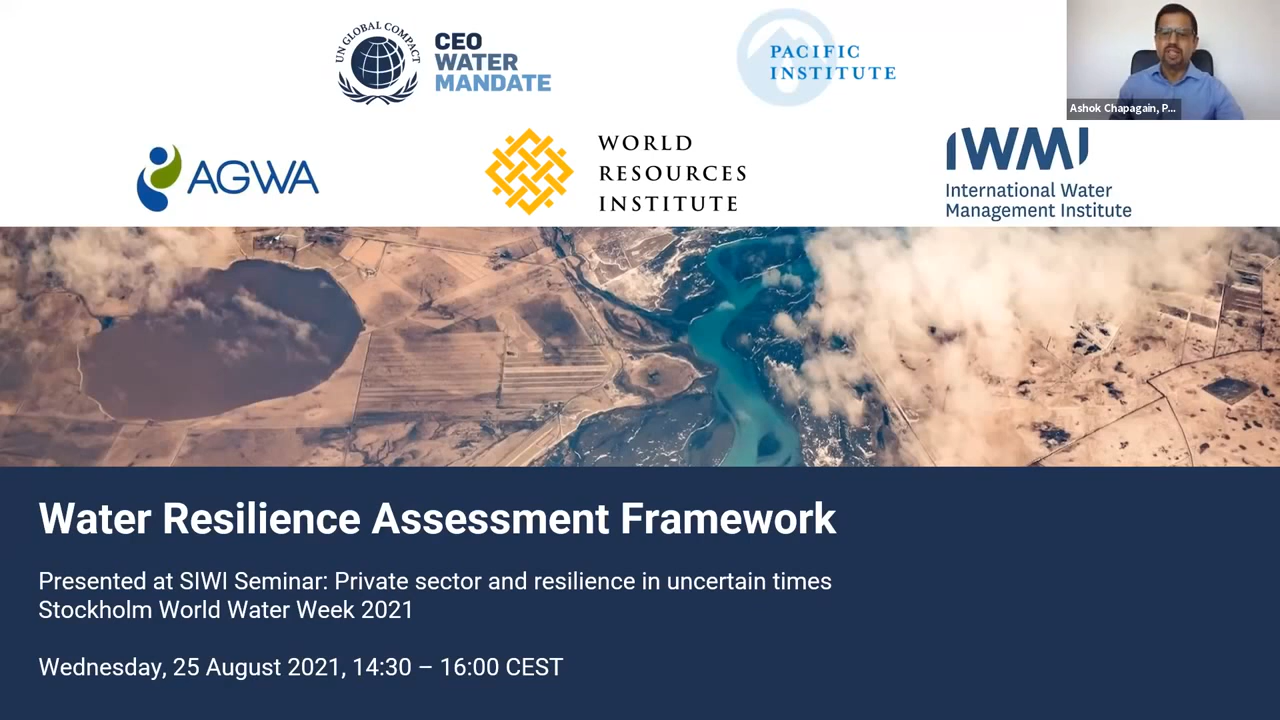 UN GLOBAL COMPACT
CEO
WATER
MANDATE
PACIFIC
INSTITUTE
Ashok Chapagain, P...
AGWA
WORLD
RESOURCES
INSTITUTE
IWMI
International Water
Management Institute
Water Resilience Assessment Framework
Presented at SIWI Seminar: Private sector and resilience in uncertain times
Stockholm World Water Week 2021
Wednesday, 25 August 2021, 14:30 – 16:00 CEST